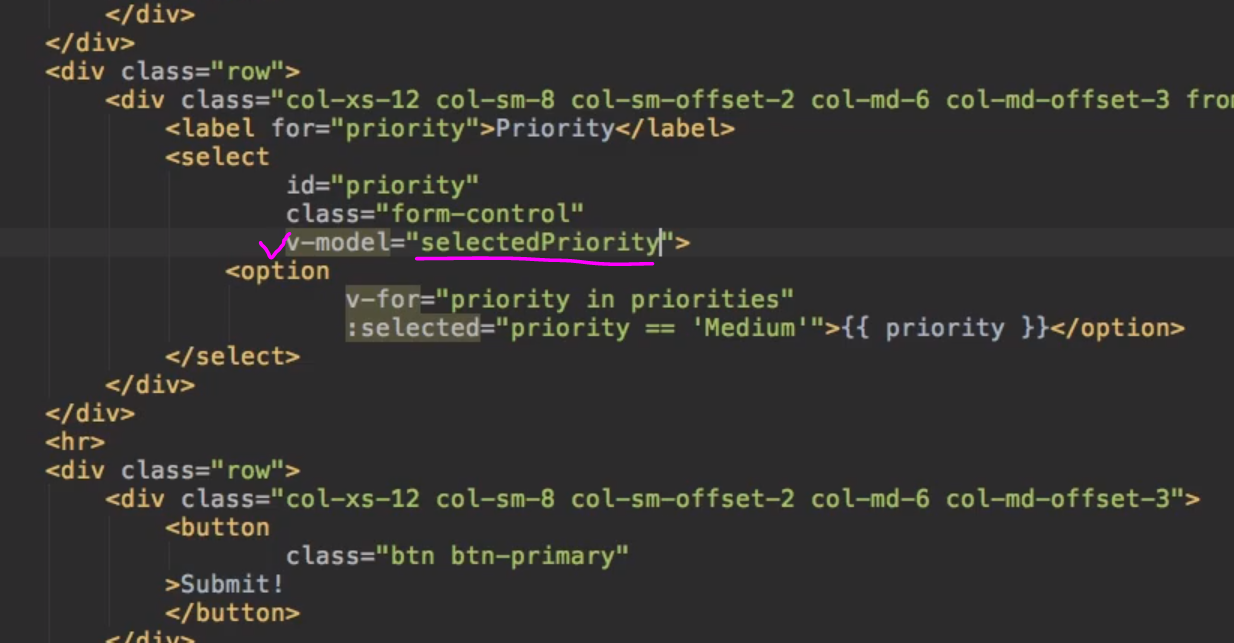 </div>
</div>
<div class="row">
<div class="col-xs-12 col-sm-8 col-sm-offset-2 col-md-6 col-md-offset-3
<label for="priority">Priority</label>
<select
id="priority"
class="form-control"
v-model="selectedPriority">
<option
v-for="priority in priorities"
:selected="priority == 'Medium'">{{ priority }}</option>
</select>
</div>
</div>
<hr>
<div class="row">
<div class="col-xs-12 col-sm-8 col-sm-offset-2 col-md-6 col-md-offset-3">
<button
class="btn btn-primary"
>Submit!
</button>
</div>